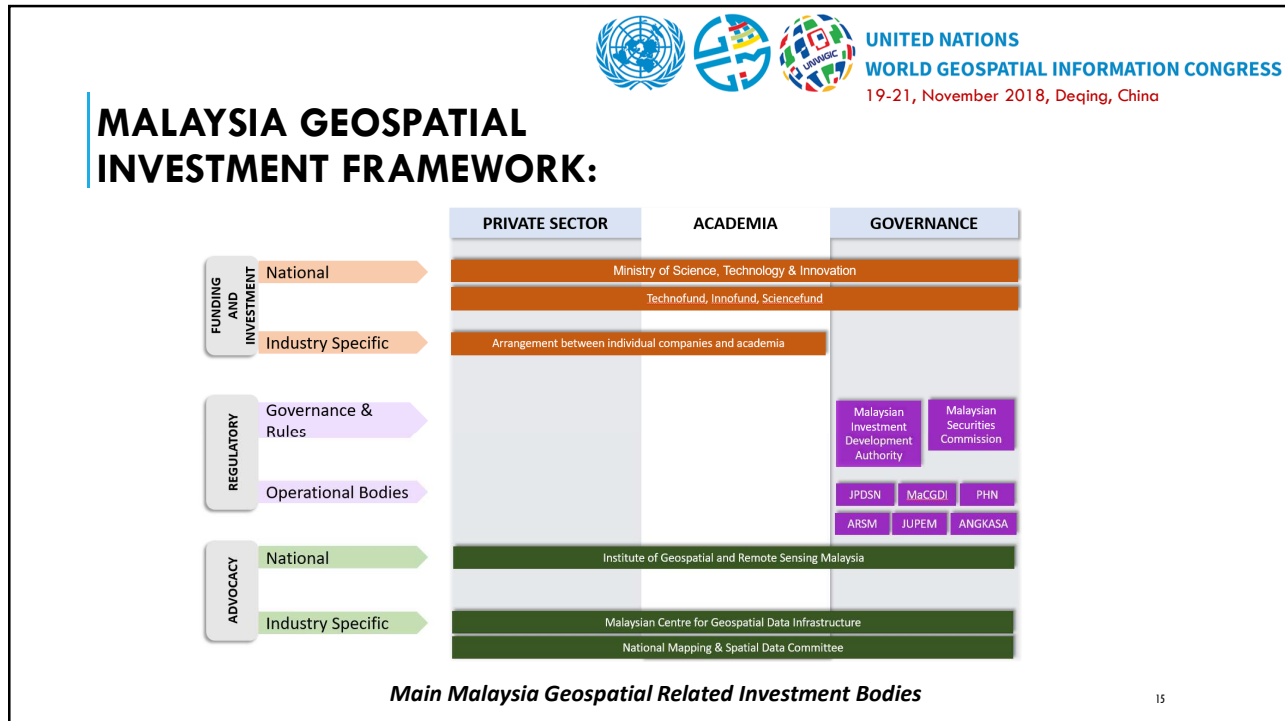 UNITED NATIONS
WORLD GEOSPATIAL INFORMATION CONGRESS
19-21, November 2018, Deqing, China
UNWGIC
MALAYSIA GEOSPATIAL
INVESTMENT FRAMEWORK:
PRIVATE SECTOR
ACADEMIA
GOVERNANCE
FUNDING
AND
INVESTMENT
National
Ministry of Science, Technology & Innovation
Technofund, Innofund, Sciencefund
Industry Specific
Arrangement between individual companies and academia
REGULATORY
Governance &
Rules
Malaysian
Investment
Development
Authority
Malaysian
Securities
Commission
Operational Bodies
JPDSN
MaCGDI
PHN
ARSM
JUPEM
ANGKASA
ADVOCACY
National
Institute of Geospatial and Remote Sensing Malaysia
Industry Specific
Malaysian Centre for Geospatial Data Infrastructure
National Mapping & Spatial Data Committee
Main Malaysia Geospatial Related Investment Bodies
15